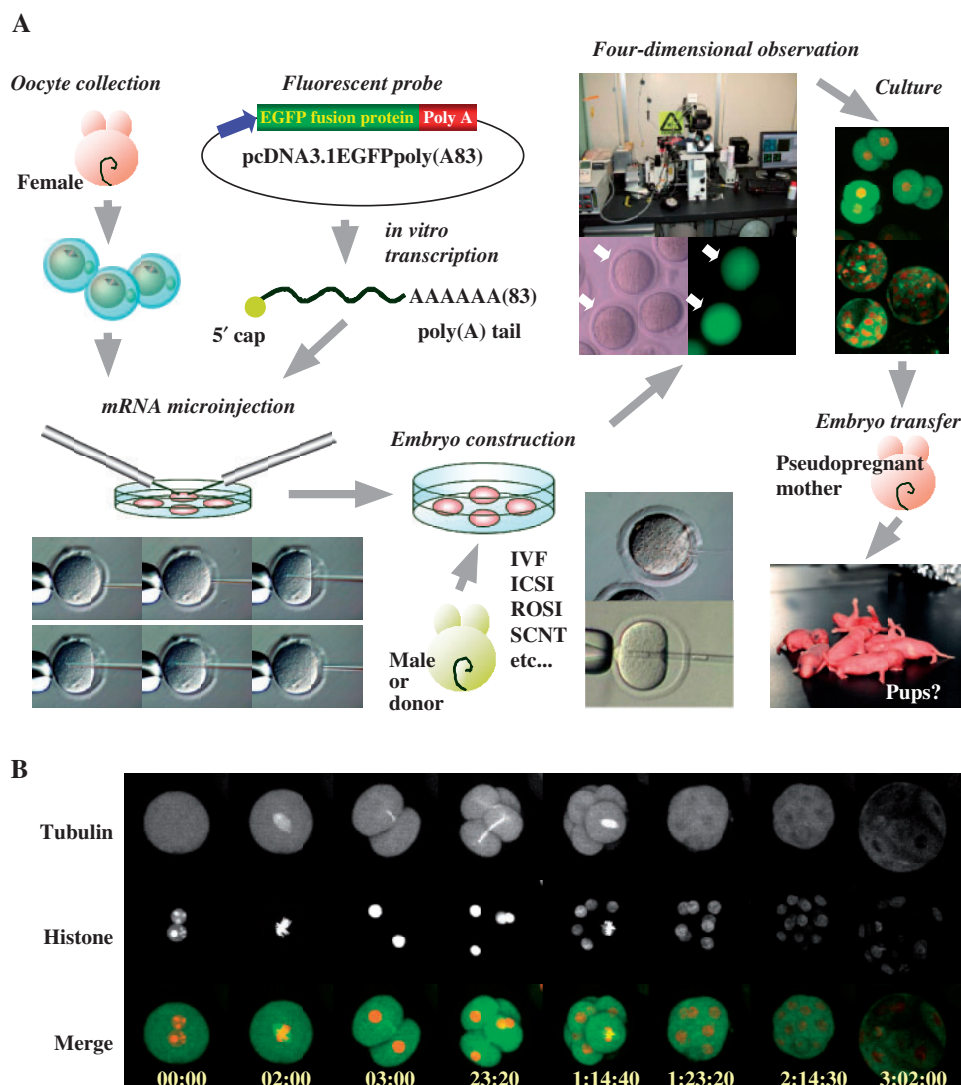 A
Oocyte collection
Female
Fluorescent probe
EGFP fusion protein Poly A
pcDNA3.1EGFPpoly(A83)
in vitro
transcription
AAAAAA(83)
5′ cap
poly(A) tail
mRNA microinjection
Embryo construction
IVF
ICSI
ROSI
SCNT
etc...
Male
or
donor
Four-dimensional observation
Culture
Embryo transfer
Pseudopregnant
mother
Pups?
B
Tubulin
Histone
Merge
00:00 02:00 03:00 23:20 1:14:40 1:23:20 2:14:30 3:02:00